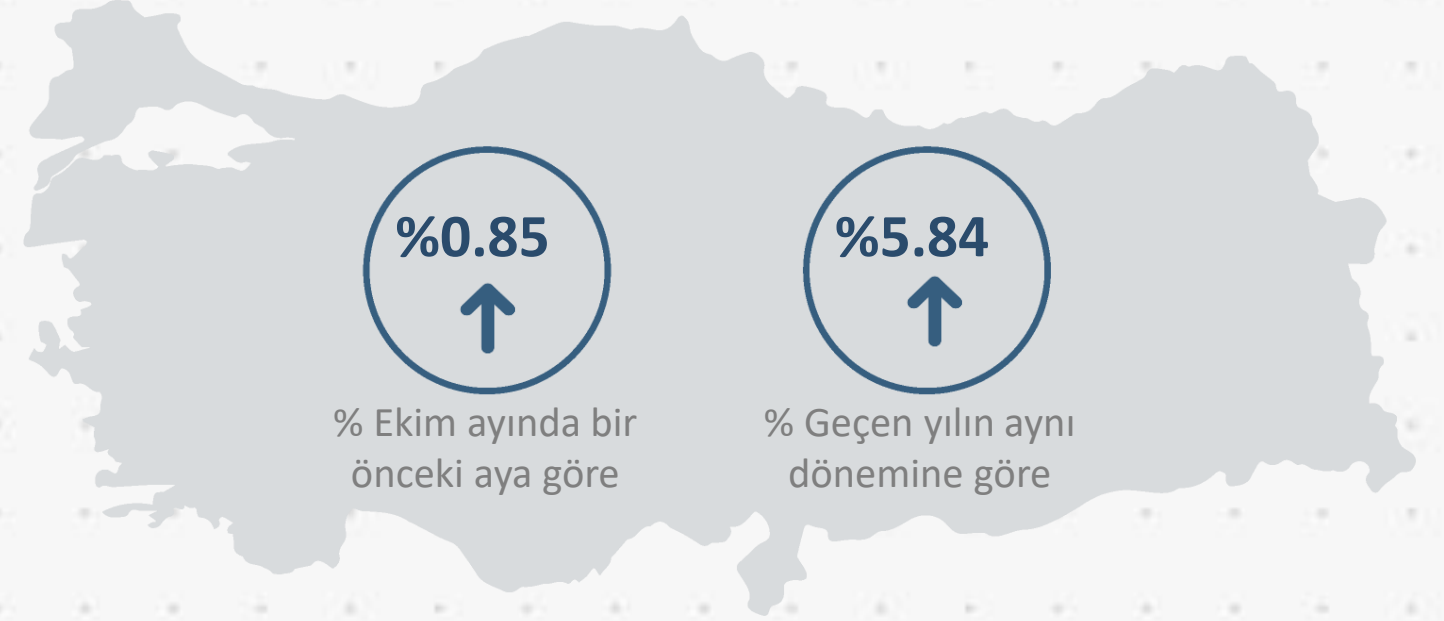 %0.85
% Ekim ayında bir
önceki aya göre
%5.84
% Geçen yılın aynı
dönemine göre